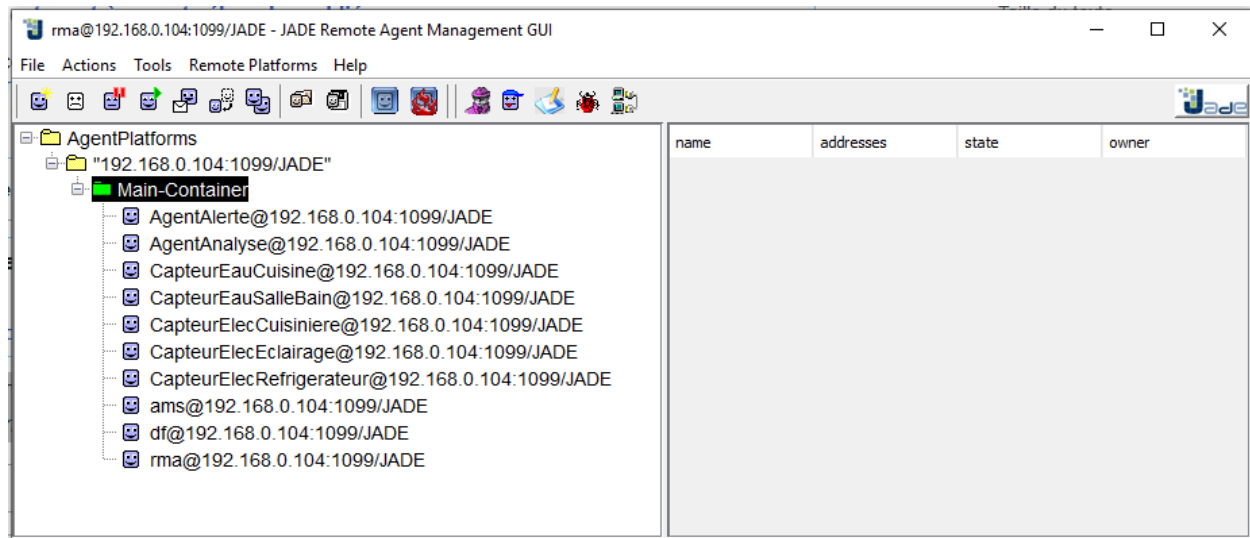 rma@192.168.0.104:1099/JADE - JADE Remote Agent Management GUI
File Actions Tools Remote Platforms Help
Jade
AgentPlatforms
"192.168.0.104:1099/JADE"
Main-Container
AgentAlerte@192.168.0.104:1099/JADE
AgentAnalyse@192.168.0.104:1099/JADE
CapteurEauCuisine@192.168.0.104:1099/JADE
CapteurEauSalleBain@192.168.0.104:1099/JADE
CapteurElecCuisiniere@192.168.0.104:1099/JADE
CapteurElecEclairage@192.168.0.104:1099/JADE
CapteurElecRefrigerateur@192.168.0.104:1099/JADE
ams@192.168.0.104:1099/JADE
df@192.168.0.104:1099/JADE
rma@192.168.0.104:1099/JADE
name addresses state owner